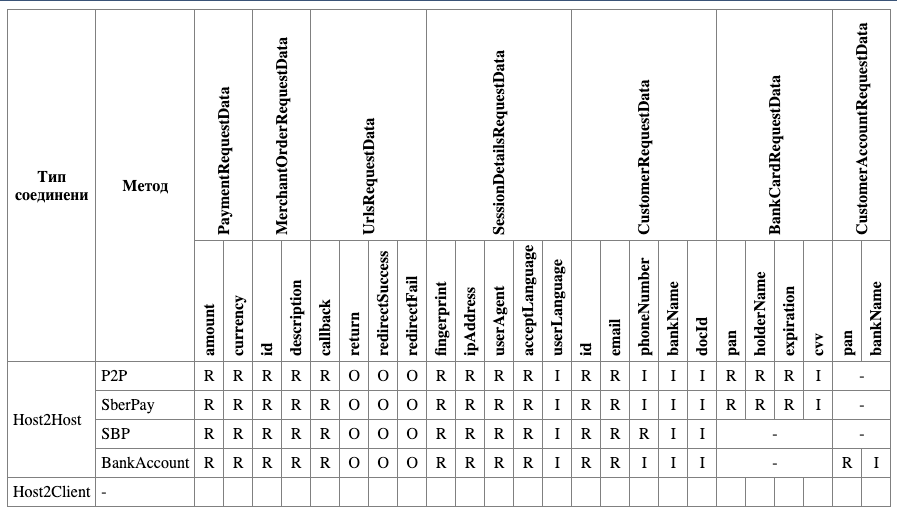 Тип соединени
Метод
PaymentRequestData
MerchantOrderRequestData
UrlsRequestData
SessionDetailsRequestData
CustomerRequestData
BankCardRequestData
CustomerAccountRequestData
amount
currency
id
description
callback
return
redirectSuccess
redirectFail
fingerprint
ipAddress
userAgent
acceptLanguage
userLanguage
id
email
phoneNumber
bankName
docId
pan
holderName
expiration
cvv
pan
bankName
Host2Host
P2P R R R R R O O O R R R R I R R I I I R R R I -
SberPay R R R R R O O O R R R R I R R I I I R R R I -
SBP R R R R R O O O R R R R I R R R I I - -
BankAccount R R R R R O O O R R R R I R R I I I - R I
Host2Client -